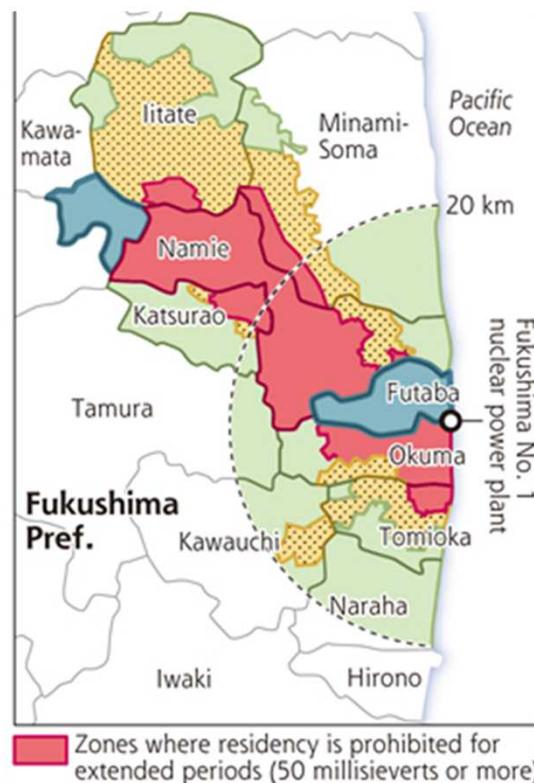 Iitate
Kawa-
mata
Minami-
Soma
Pacific
Ocean
20 km
Namie
Katsurao
Fukushima No. 1
nuclear power plant
Futaba
Tamura
Okuma
Fukushima
Pref.
Kawauchi
Tomioka
Naraha
Iwaki
Hirono
Zones where residency is prohibited for
extended periods (50 millisieverts or more)